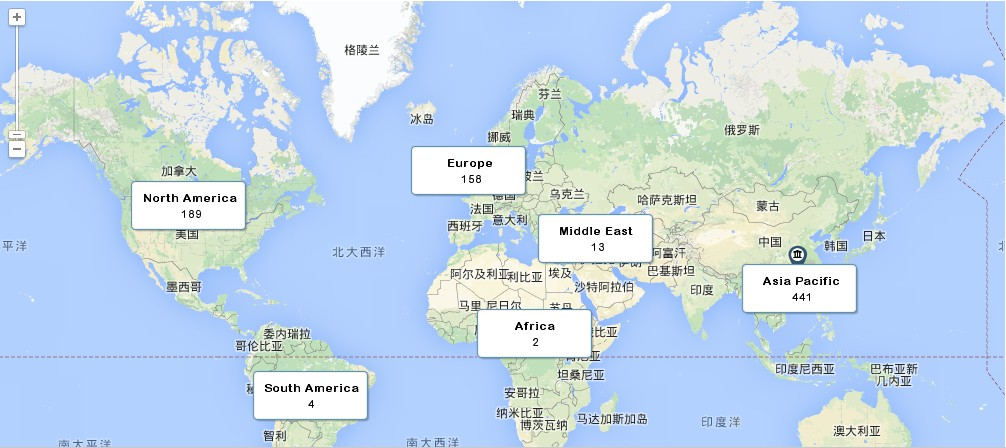 格陵兰
芬兰
冰岛
瑞典
挪威
俄罗斯
加拿大
Europe
158
波兰
North America
189
德国
乌克兰
法国
意大利
西班牙
哈萨克斯坦
蒙古
美国
Middle East
13
中国
韩国
日本
平洋
北大西洋
阿富汗
巴基斯坦
Asia Pacific
441
阿尔及利亚
利比亚
埃及
沙特阿拉伯
印度
墨西哥
马里
尼日尔
苏丹
Africa
2
委内瑞拉
哥伦比亚
坦桑尼亚
印度尼西亚
巴布亚新
几内亚
South America
4
安哥拉
纳米比亚
博茨瓦纳
马达加斯加岛
印度洋
澳大利亚
智利
南太平洋
南大西洋